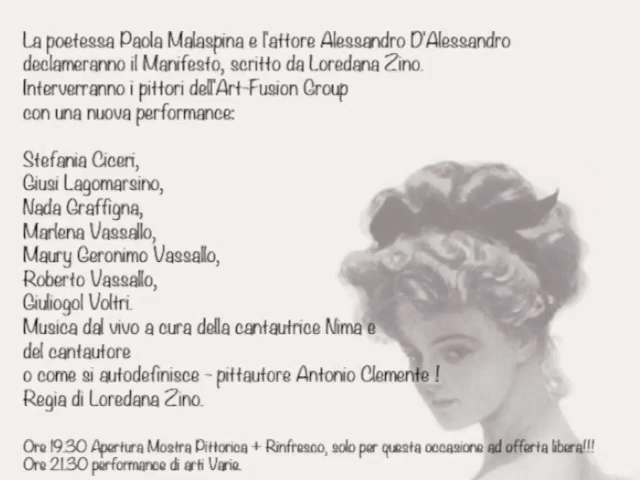 La poetessa Paola Malaspina e l'attore Alessandro D'Alessandro
declameranno il Manifesto, scritto da Loredana Zino.
Interverranno i pittori dell'Art-Fusion Group
con una nuova performance:
Stefania Ciceri,
Giusi Lagomarsino,
Nada Graffigna,
Marlena Vassallo,
Maury Geronimo Vassallo,
Roberto Vassallo,
Giuliogol Voltri.
Musica dal vivo a cura della cantautrice Nima e
del cantautore
o come si autodefinisce - pittautore Antonio Clemente !
Regia di Loredana Zino.
Ore 19.30 Apertura Mostra Pittorica + Rinfresco, solo per questa occasione ad offerta libera!!!
Ore 21.30 performance di arti Varie.